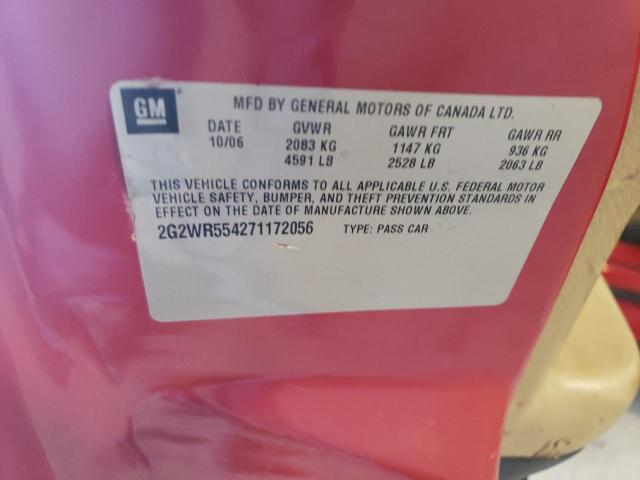 GM
MFD BY GENERAL MOTORS OF CANADA LTD.
DATE GVWR GAWR FRT GAWR RR
10/06 2083 KG 1147 KG 936 KG
4591 LB 2528 LB 2063 LB
THIS VEHICLE CONFORMS TO ALL APPLICABLE U.S. FEDERAL MOTOR
VEHICLE SAFETY, BUMPER, AND THEFT PREVENTION STANDARDS IN
EFFECT ON THE DATE OF MANUFACTURE SHOWN ABOVE.
2G2WR554271172056 TYPE: PASS CAR